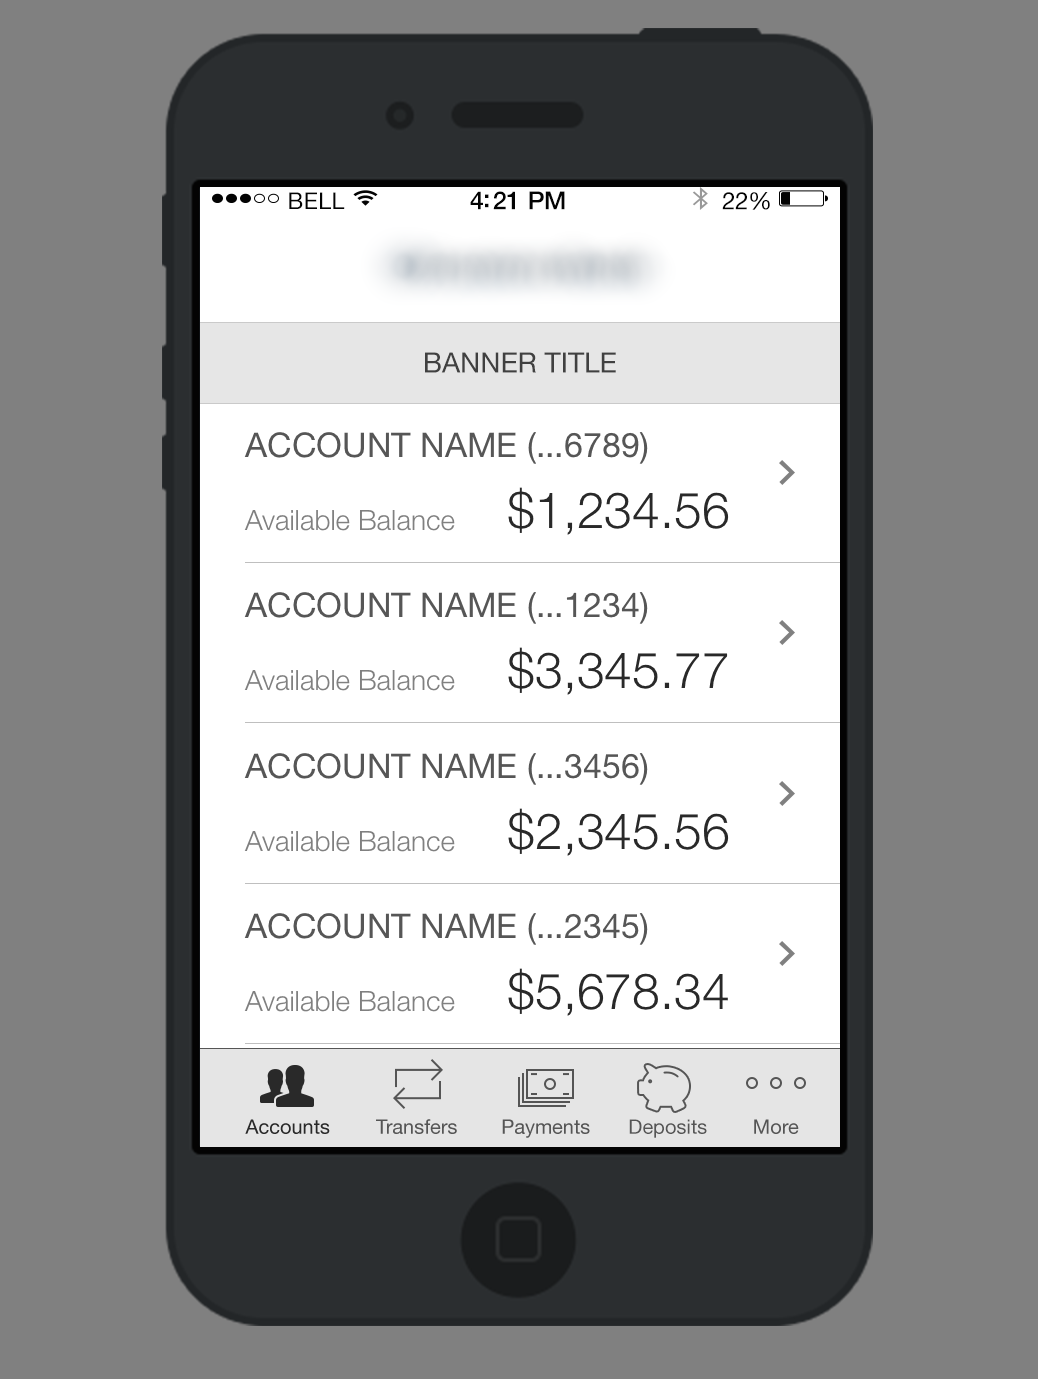 BELL 4:21 PM 22%
BANNER TITLE
ACCOUNT NAME (...6789)
Available Balance $1,234.56
ACCOUNT NAME (...1234)
Available Balance $3,345.77
ACCOUNT NAME (...3456)
Available Balance $2,345.56
ACCOUNT NAME (...2345)
Available Balance $5,678.34
Accounts Transfers Payments Deposits More